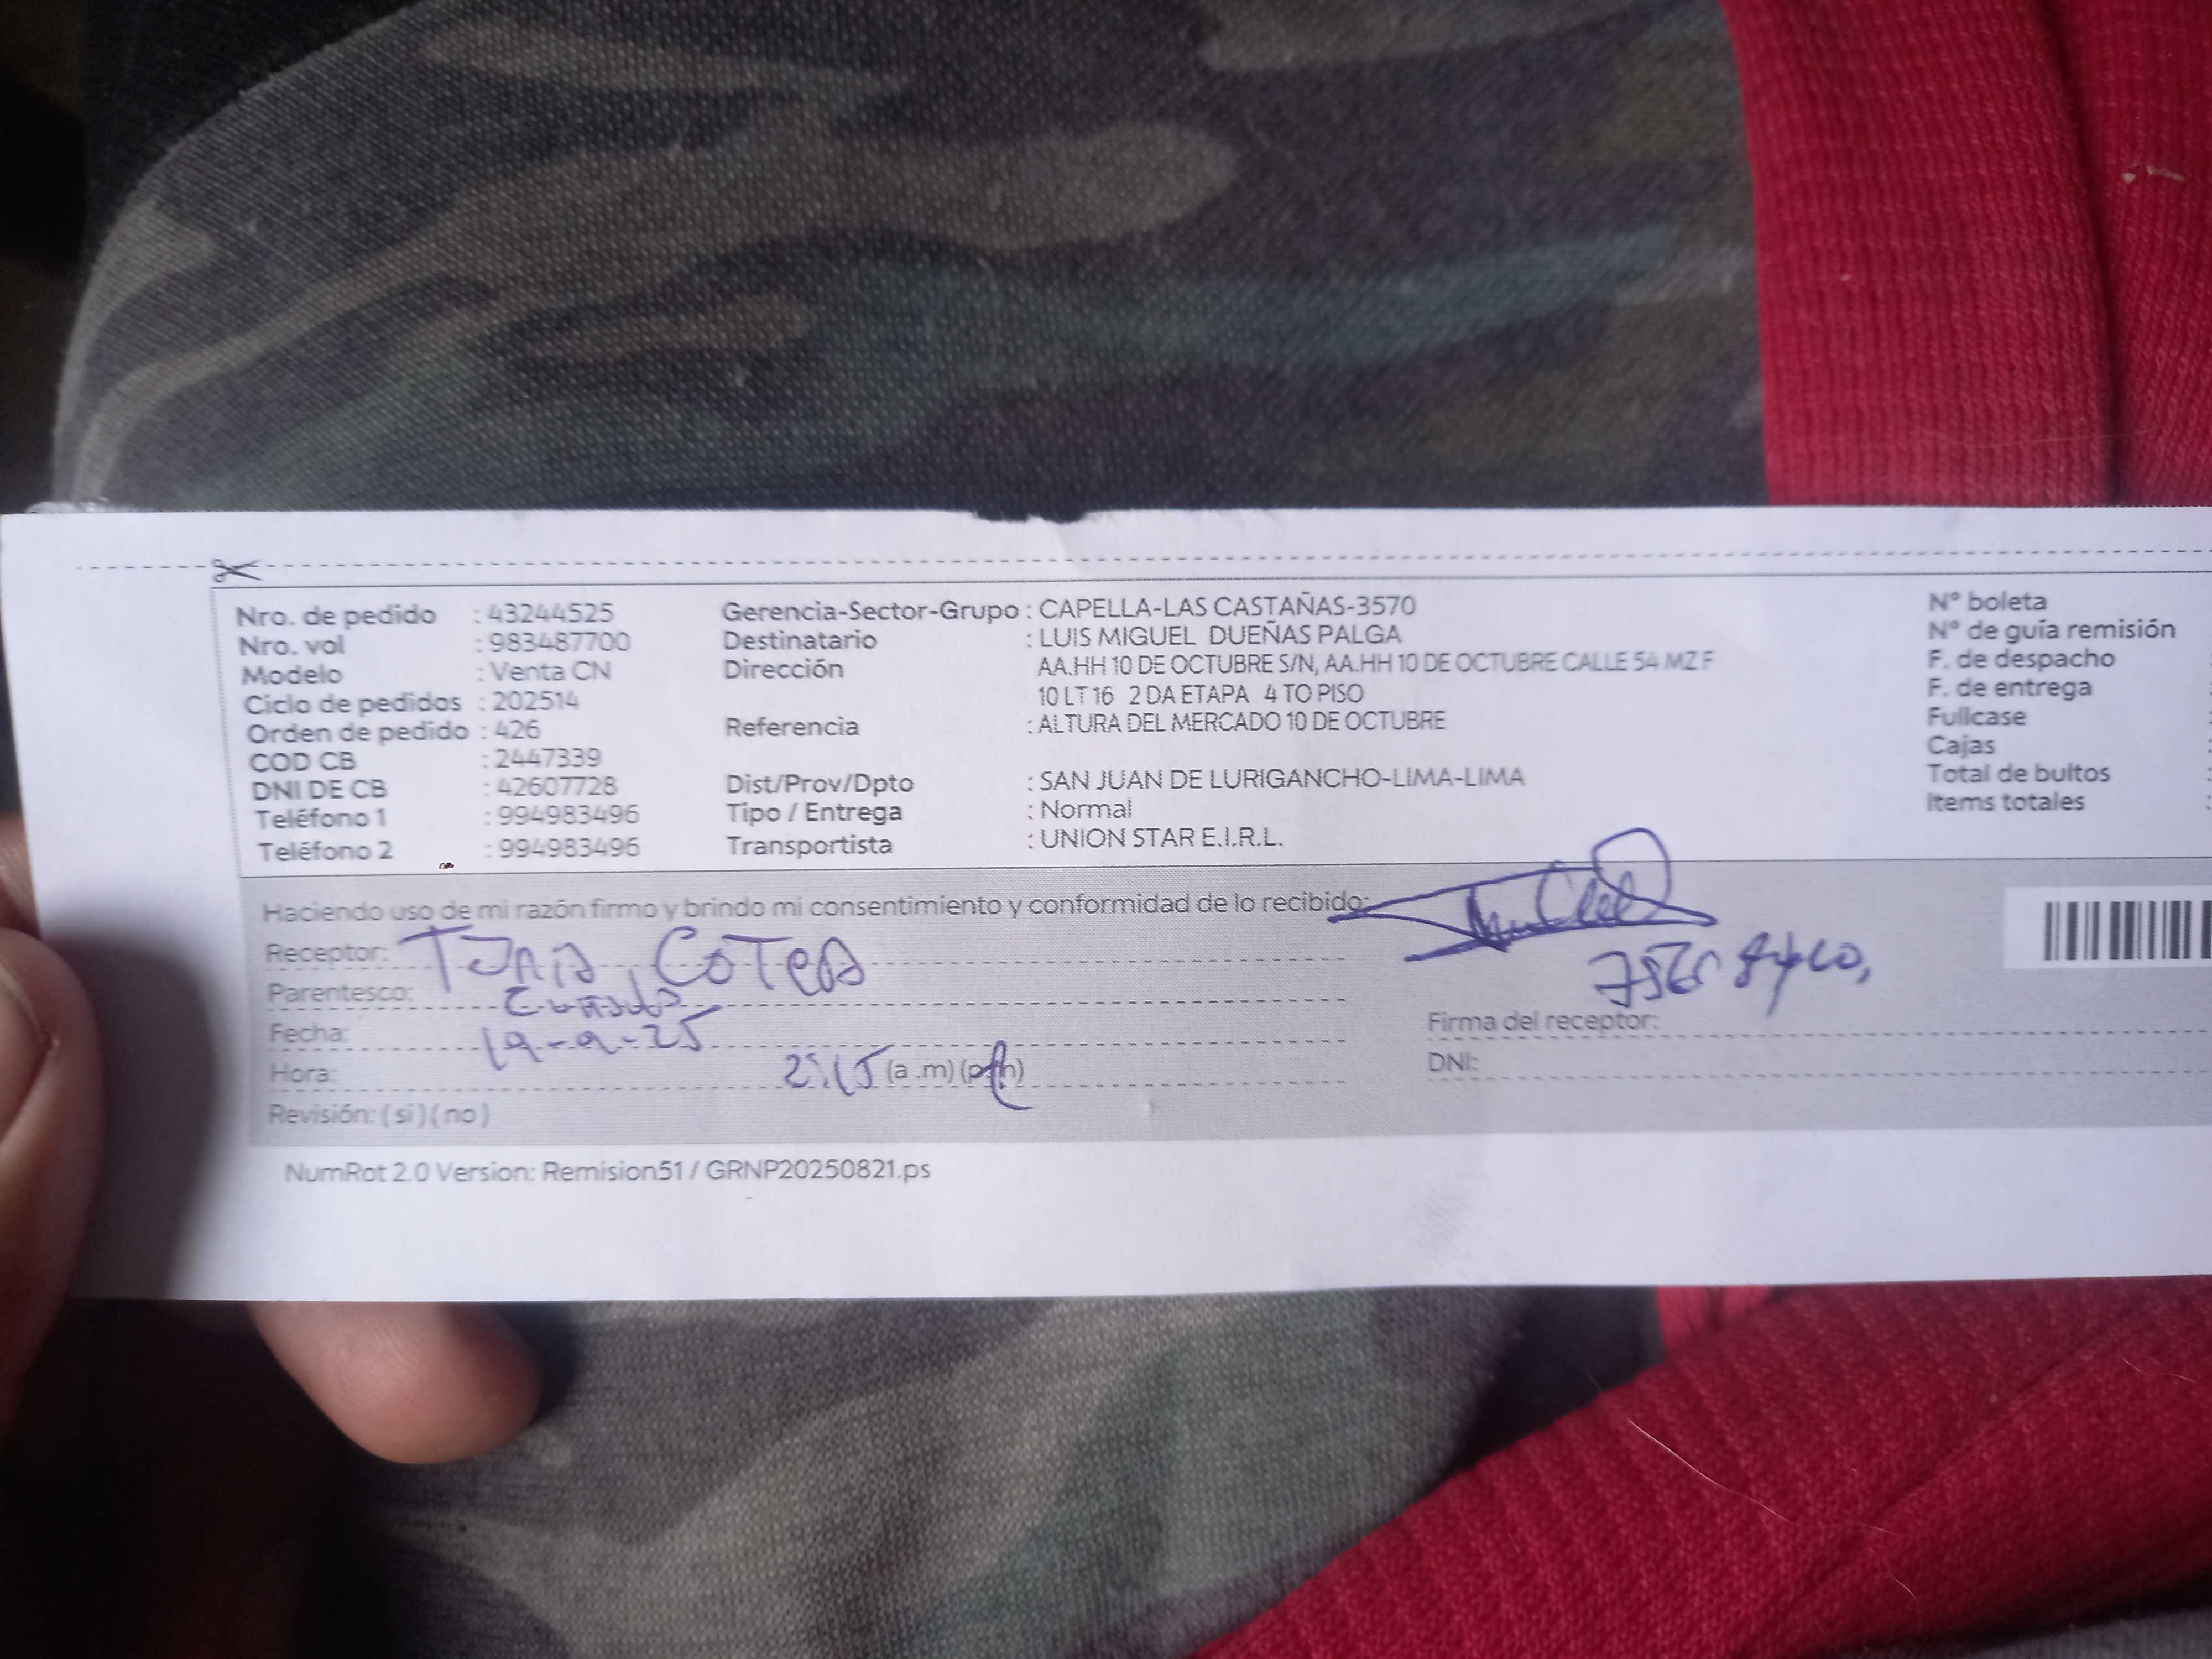 Nro. de pedido : 43244525 Gerencia-Sector-Grupo : CAPELLA-LAS CASTAÑAS-3570 N° boleta
Nro. vol : 983487700 Destinatario : LUIS MIGUEL DUEÑAS PALGA N° de guía remisión
Modelo : Venta CN Dirección AA.HH 10 DE OCTUBRE S/N, AA.HH 10 DE OCTUBRE CALLE 54 MZ F F. de despacho
Ciclo de pedidos : 202514 10 LT 16 2 DA ETAPA 4 TO PISO F. de entrega
Orden de pedido : 426 Referencia : ALTURA DEL MERCADO 10 DE OCTUBRE Fullcase
COD CB : 2447339 Cajas
DNI DE CB : 42607728 Dist/Prov/Dpto : SAN JUAN DE LURIGANCHO-LIMA-LIMA Total de bultos
Teléfono 1 : 994983496 Tipo / Entrega : Normal Items totales
Teléfono 2 : 994983496 Transportista : UNION STAR E.I.R.L.
Haciendo uso de mi razón firmo y brindo mi consentimiento y conformidad de lo recibido:
Receptor:
Parentesco:
Fecha: 19-9-25 Firma del receptor:
Hora: (a .m) (p.m) DNI:
Revisión: ( si ) ( no )
NumRot 2.0 Version: Remision51 / GRNP20250821.ps